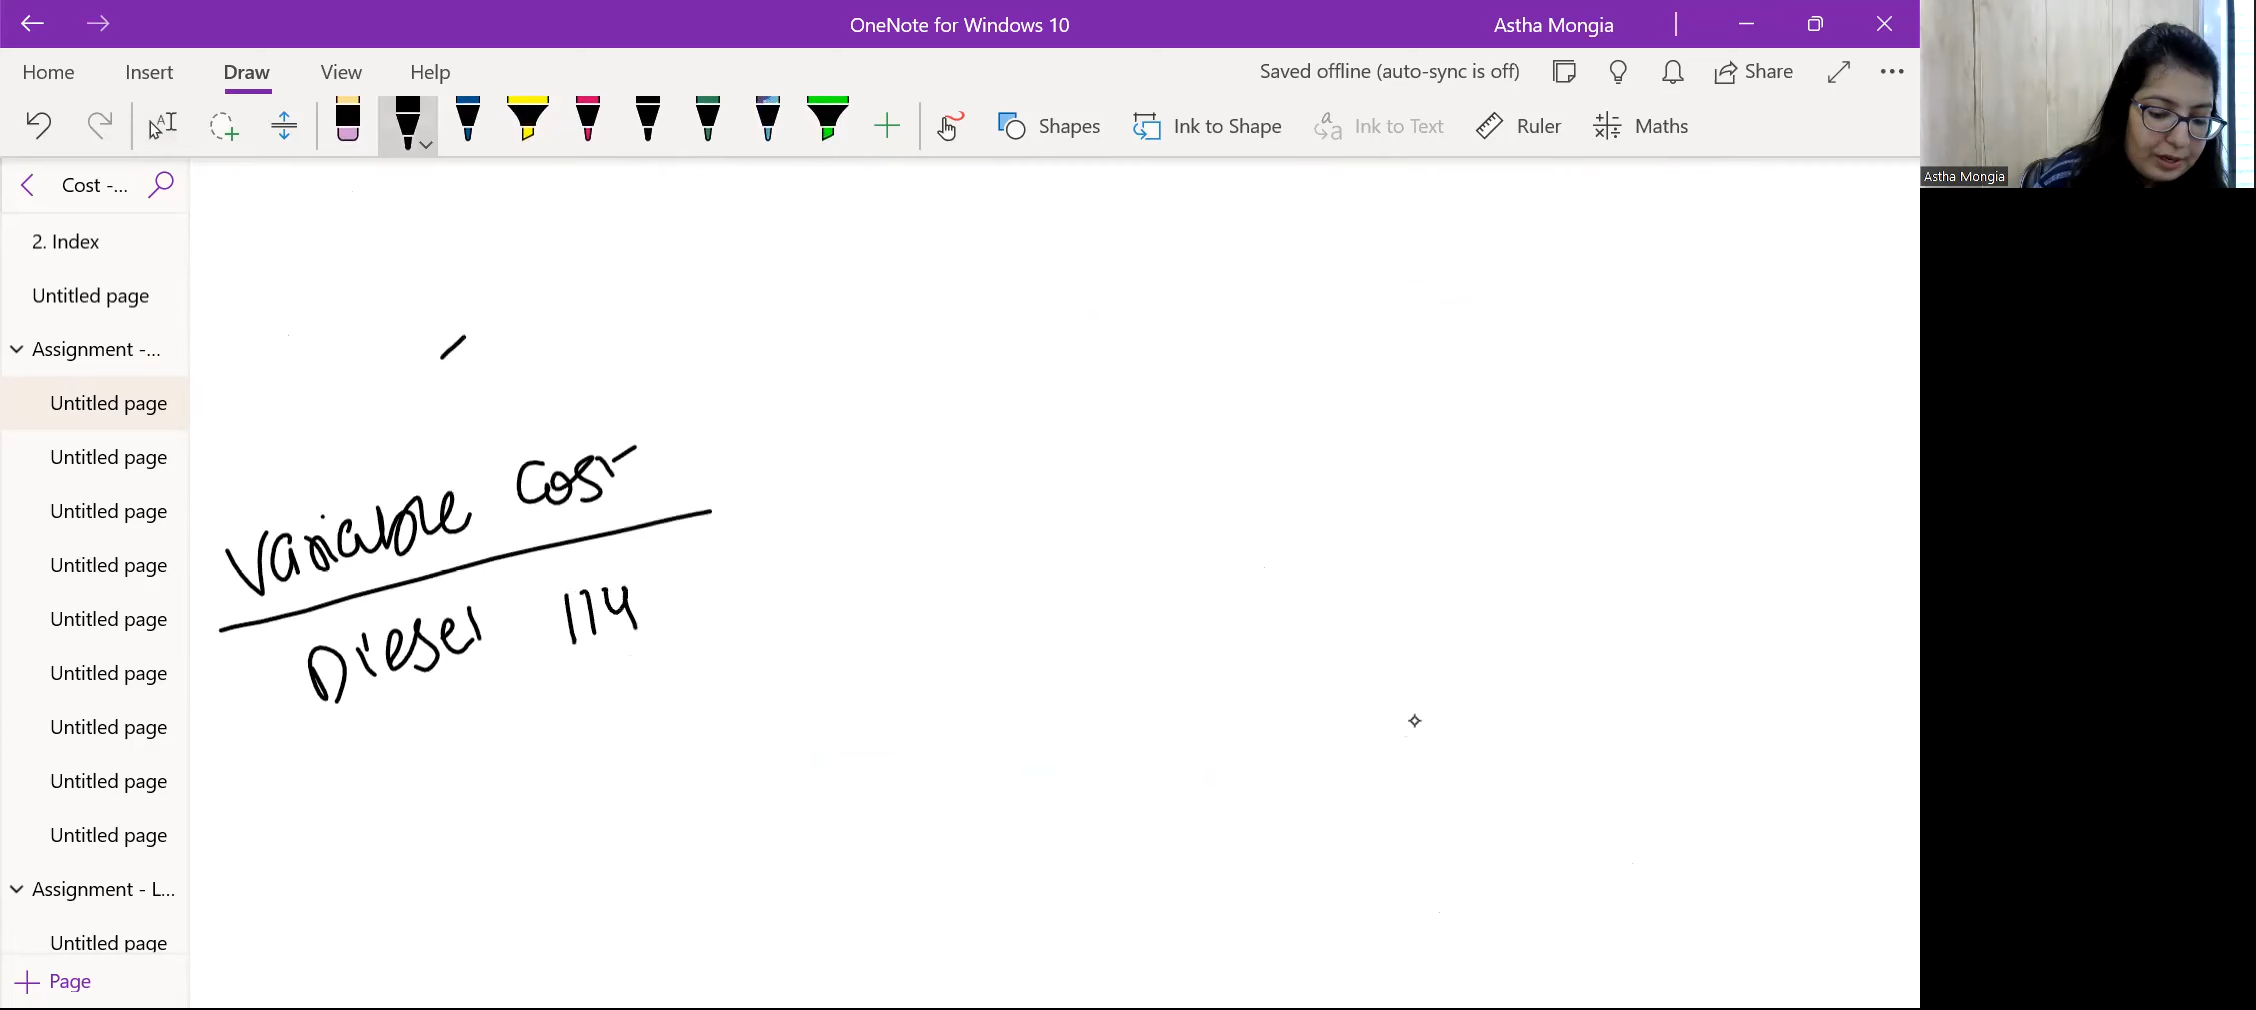 OneNote for Windows 10
Astha Mongia
Home Insert Draw View Help
Saved offline (auto-sync is off) Share
Shapes Ink to Shape Ink to Text Ruler Maths
Astha Mongia
Cost -...
2. Index
Untitled page
Assignment -...
Untitled page
Untitled page
Untitled page
Untitled page
Untitled page
Untitled page
Untitled page
Untitled page
Untitled page
Assignment - L...
Untitled page
Page
Variable Cost
Diesel 114